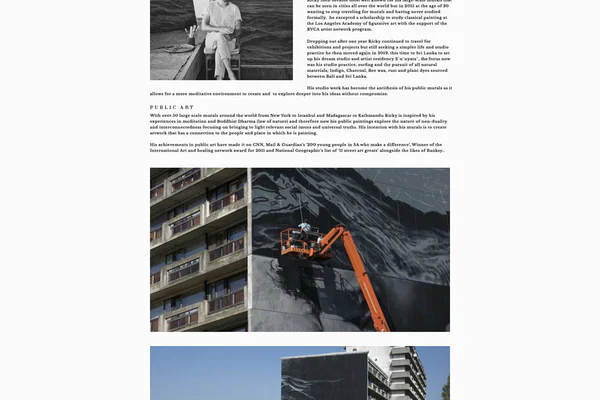 can be seen in cities all over the world but in 2015 at the age of 30
wanting to stop traveling for murals and having never studied
formally, he excepted a scholarship to study classical painting at
the Los Angeles Academy of figurative art with the support of the
RVCA artist network program.
Dropping out after one year Ricky continued to travel for
exhibitions and projects but still seeking a simpler life and studio
practice he then moved again in 2019, this time to Sri Lanka to set
up his dream studio and artist residency
the focus now
was his studio practice, surfing and the pursuit of all natural
materials; Indigo, Charcoal, Bee wax, rust and plant dyes sourced
between Bali and Sri Lanka.
His studio work has become the antithesis of his public murals as it
allows for a more meditative environment to create and to explore deeper into his ideas without compromise.
PUBLIC ART
With over 50 large scale murals around the world from New York to Istanbul and Madagascar to Kathmandu Ricky is inspired by his
experiences in meditation and Buddhist Dharma (law of nature) and therefore now his public paintings explore the nature of non-duality
and interconnectedness focusing on bringing to light relevant social issues and universal truths. His intention with his murals is to create
artwork that has a connection to the people and place in which he is painting.
His achievements in public art have made it on CNN, Mail & Guardian's '200 young people in SA who make a difference', Winner of the
International Art and healing network award for 2011 and National Geographic's list of '11 street art greats' alongside the likes of Banksy..